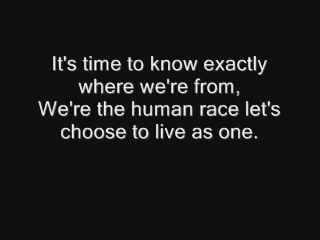 It's time to know exactly
where we're from,
We're the human race let's
choose to live as one.